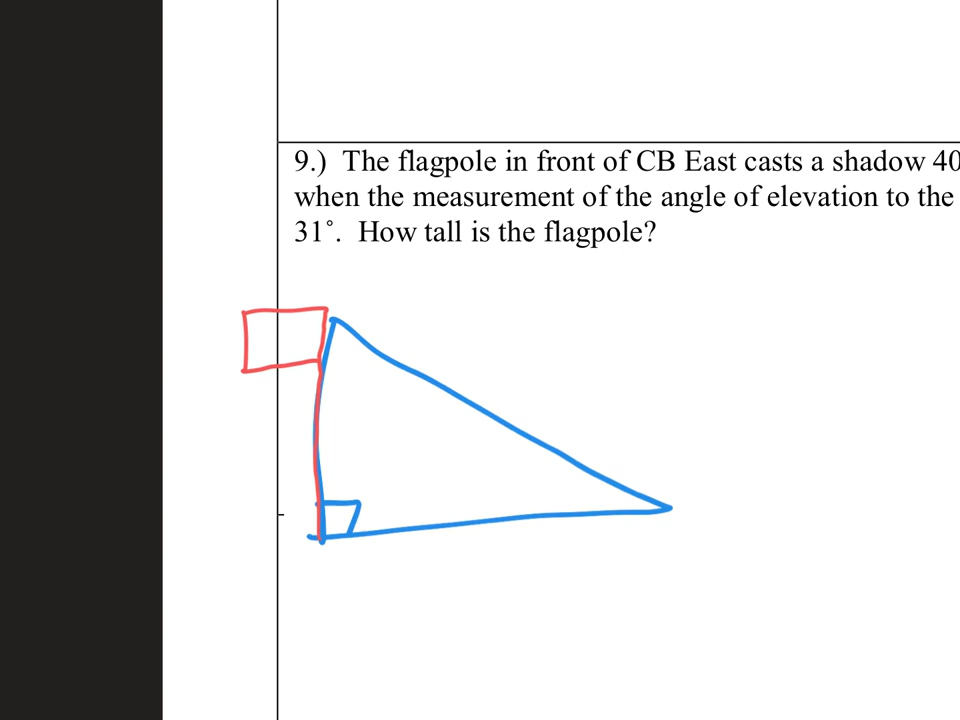 9.) The flagpole in front of CB East casts a shadow 40
when the measurement of the angle of elevation to the
31˚. How tall is the flagpole?